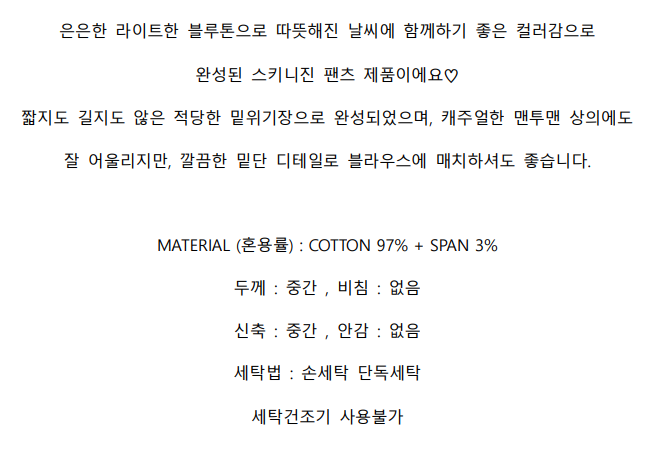 은은한 라이트한 블루톤으로 따뜻해진 날씨에 함께하기 좋은 컬러감으로
완성된 스키니진 팬츠 제품이에요♡
짧지도 길지도 않은 적당한 밑위기장으로 완성되었으며, 캐주얼한 맨투맨 상의에도
잘 어울리지만, 깔끔한 밑단 디테일로 블라우스에 매치하셔도 좋습니다.
MATERIAL (혼용률) : COTTON 97% + SPAN 3%
두께 : 중간 , 비침 : 없음
신축 : 중간 , 안감 : 없음
세탁법 : 손세탁 단독세탁
세탁건조기 사용불가